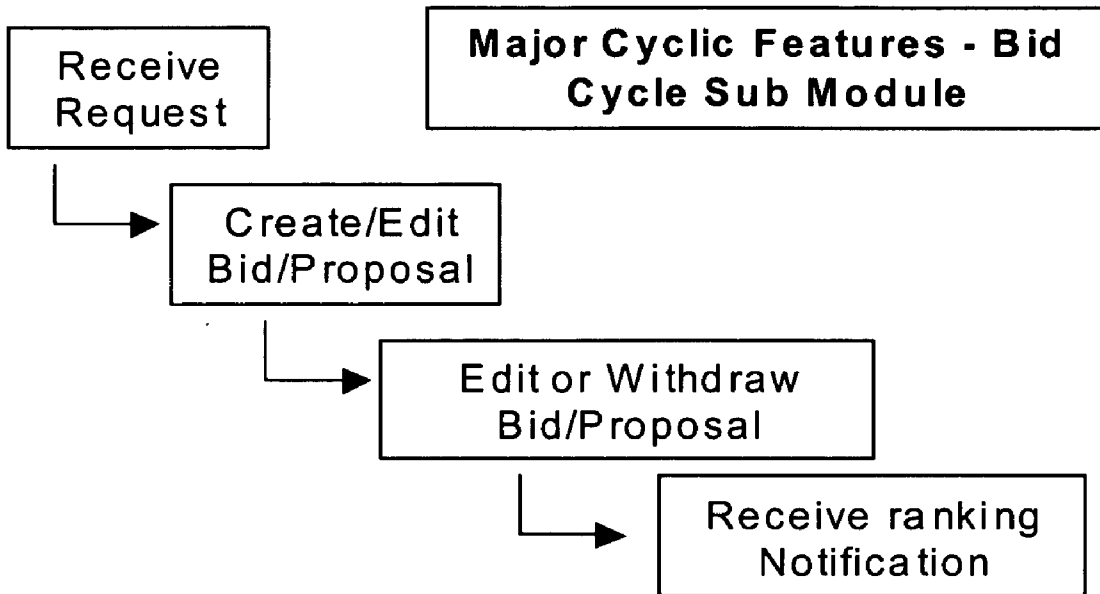 Major Cyclic Features - Bid
Cycle Sub Module
Receive
Request
Create/Edit
Bid/Proposal
Edit or Withdraw
Bid/Proposal
Receive ranking
Notification